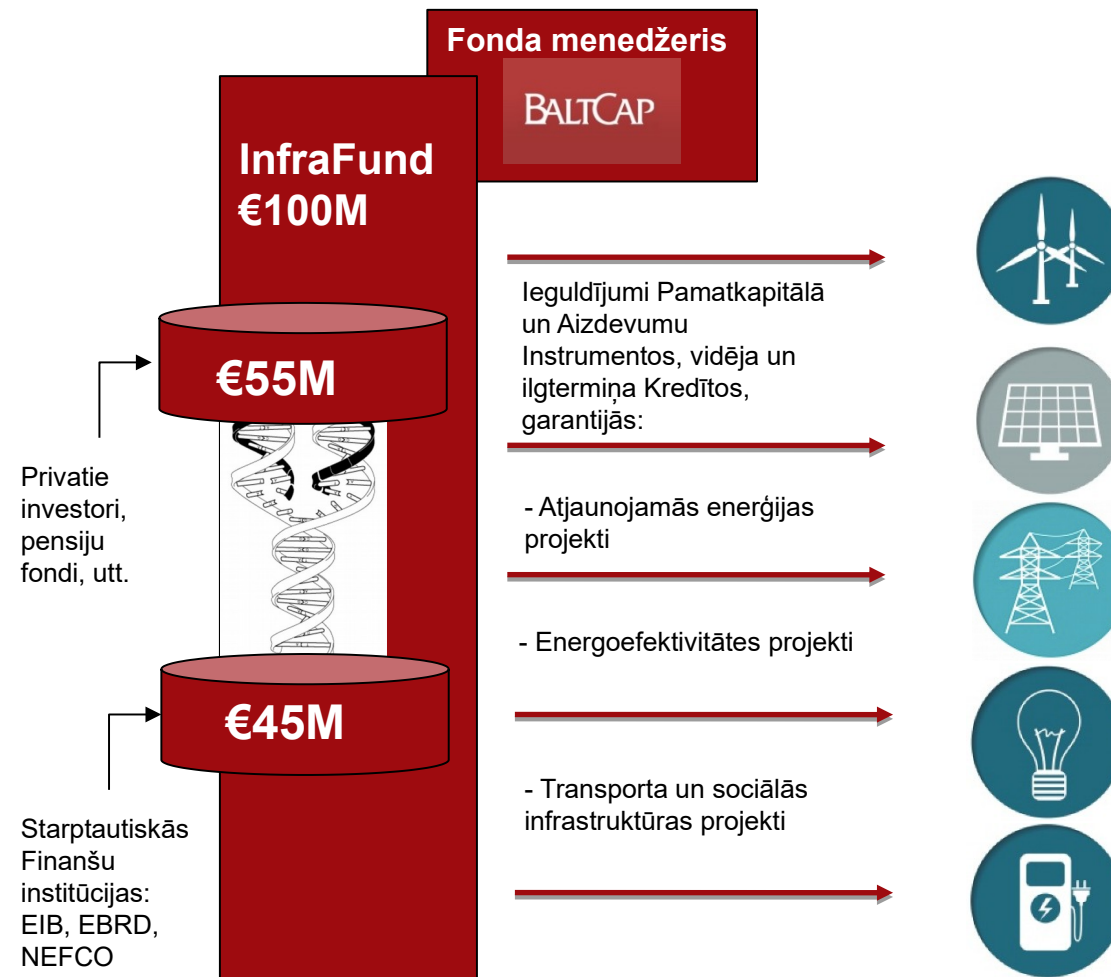 Fonda menedžeris
BALTCAP
InfraFund
€100M
Ieguldījumi Pamatkapitālā
un Aizdevumu
Instrumentos, vidēja un
ilgtermiņa Kredītos,
garantijās:
€55M
Privatie
investori,
pensiju
fondi, utt.
- Atjaunojamās enerģijas
projekti
- Energoefektivitātes projekti
€45M
- Transporta un sociālās
infrastruktūras projekti
Starptautiskās
Finanšu
institūcijas:
EIB, EBRD,
NEFCO